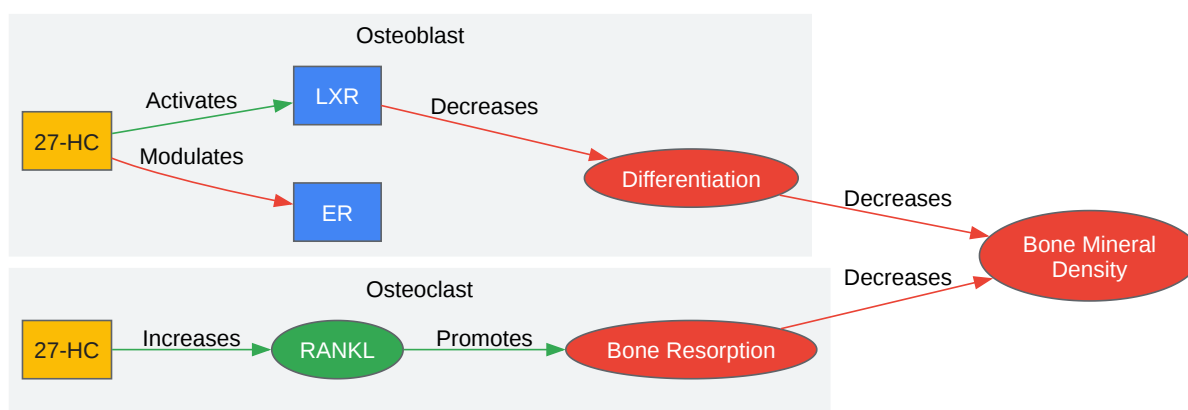 Osteoblast
Activates
LXR
Decreases
27-HC
Modulates
Differentiation
ER
Decreases
Bone Mineral
Density
Osteoclast
Decreases
27-HC
Increases
RANKL
Promotes
Bone Resorption